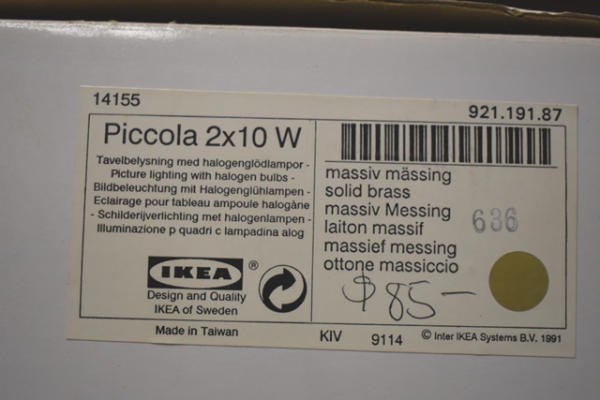 14155
921.191.87
Piccola 2x10 W
Tavelbelysning med halogenglödlampor -
Picture lighting with halogen bulbs -
Bildbeleuchtung mit Halogenglühlampen -
Eclairage pour tableau ampoule halogàne
- Schilderijverlichting met halogenlampen -
Illuminazione p quadri c lampadina alog
IKEA ®
Design and Quality
IKEA of Sweden
Made in Taiwan
massiv mässing
solid brass
massiv Messing
laiton massif
massief messing
ottone massiccio
636
$85-
KIV 9114 © Inter IKEA Systems B.V. 1991